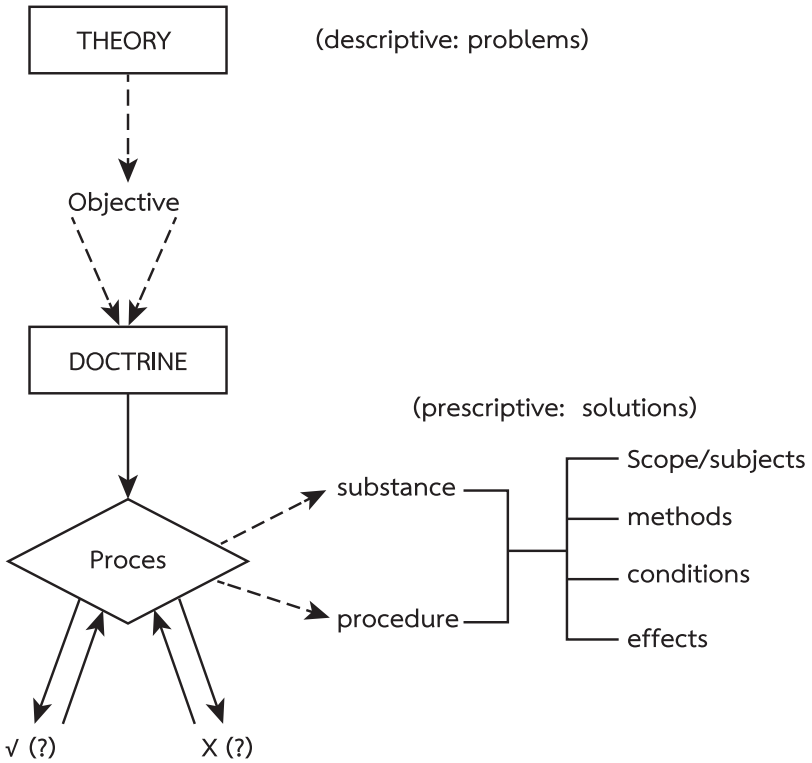 THEORY
(descriptive: problems)
Objective
DOCTRINE
(prescriptive: solutions)
Scope/subjects
substance
methods
Proces
conditions
procedure
effects
√ (?)
X (?)